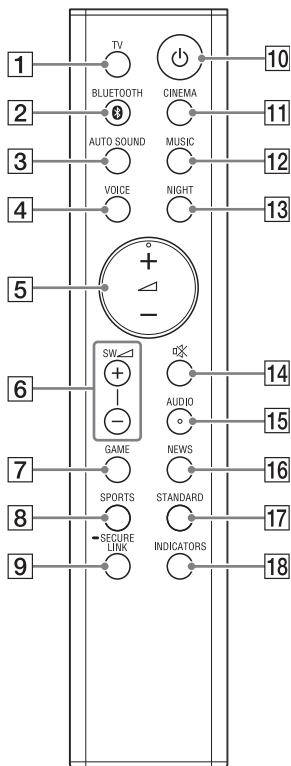 TV
1
10
BLUETOOTH
CINEMA
2
11
AUTO SOUND
MUSIC
3
12
VOICE
NIGHT
4
13
+
5
−
SW
+
6
−
14
AUDIO
15
GAME
NEWS
7
16
SPORTS
STANDARD
8
17
SECURE
LINK
INDICATORS
9
18